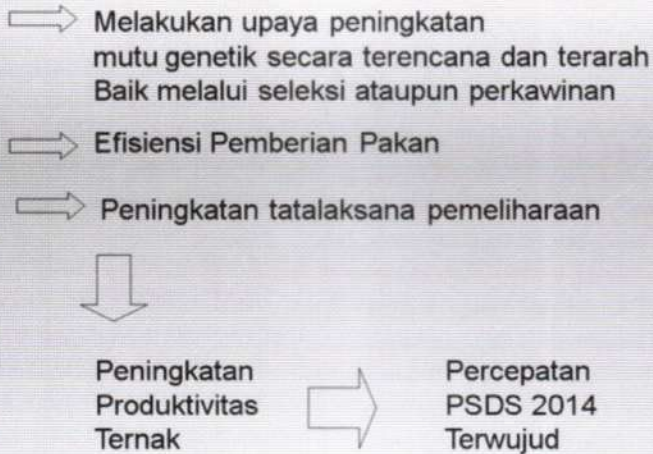 Melakukan upaya peningkatan
mutu genetik secara terencana dan terarah
Baik melalui seleksi ataupun perkawinan
Efisiensi Pemberian Pakan
Peningkatan tatalaksana pemeliharaan
Peningkatan
Produktivitas
Ternak
Percepatan
PSDS 2014
Terwujud